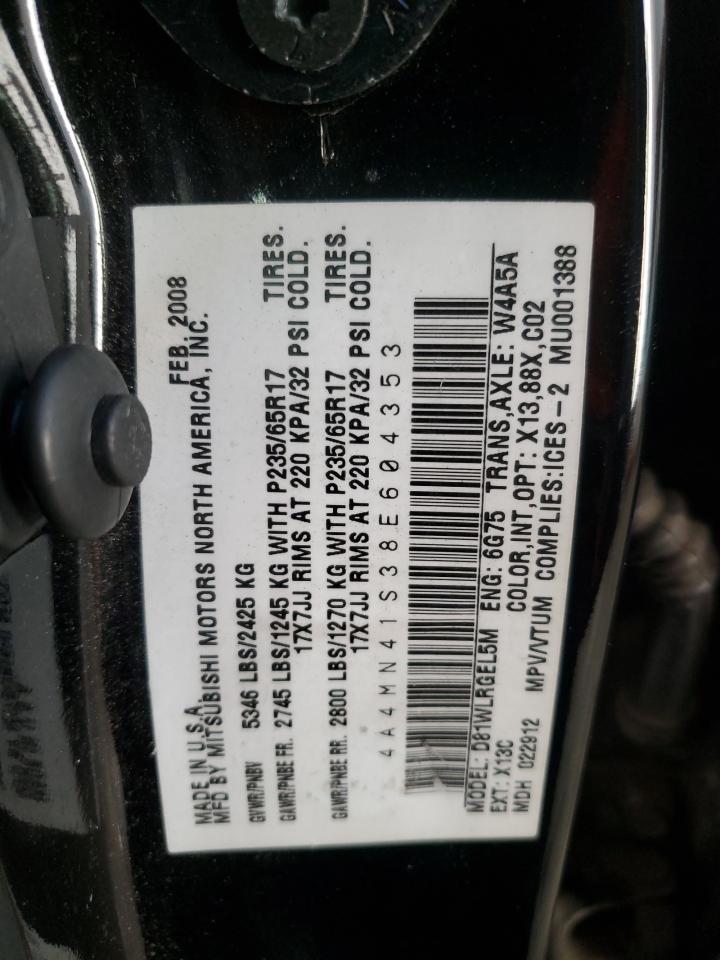 MADE IN U.S.A. FEB, 2008
MFD BY MITSUBISHI MOTORS NORTH AMERICA, INC.
GVWR/PNBV 5346 LBS/2425 KG
GAWR/PNBE FR. 2745 LBS/1245 KG WITH P235/65R17 TIRES.
17X7JJ RIMS AT 220 KPA/32 PSI COLD.
GAWR/PNBE RR. 2800 LBS/1270 KG WITH P235/65R17 TIRES.
17X7JJ RIMS AT 220 KPA/32 PSI COLD.
4A4MN41S38E604353
MODEL: D81WLRGEL5M ENG: 6G75 TRANS,AXLE: W4A5A
EXT: X13C COLOR,INT,OPT: X13,88X,C02
MDH 022912 MPV/VTUM COMPLIES:ICES-2 MU001388